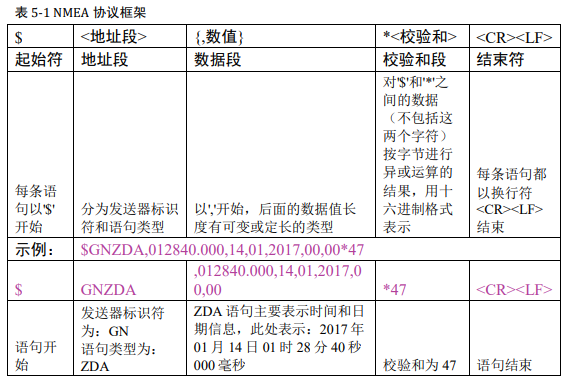 表 5-1 NMEA 协议框架
$ <地址段> {,数值} *<校验和> <CR><LF>
起始符 地址段 数据段 校验和段 结束符
每条语
句以'$'
开始
分为发送器标识
符和语句类型
以','开始，后面的数据值长
度有可变或定长的类型
对'$'和'*'之
间的数据
（不包括这
两个字符）
按字节进行
异或运算的
结果，用十
六进制格式
表示
每条语句都
以换行符
<CR><LF>
结束
示例： $GNZDA,012840.000,14,01,2017,00,00*47
$ GNZDA
,012840.000,14,01,2017,0
0,00
*47 <CR><LF>
语句开
始
发送器标识符
为：GN
语句类型为：
ZDA
ZDA 语句主要表示时间和日
期信息，此处表示：2017 年
01 月 14 日 01 时 28 分 40 秒
000 毫秒
校验和为 47
语句结束